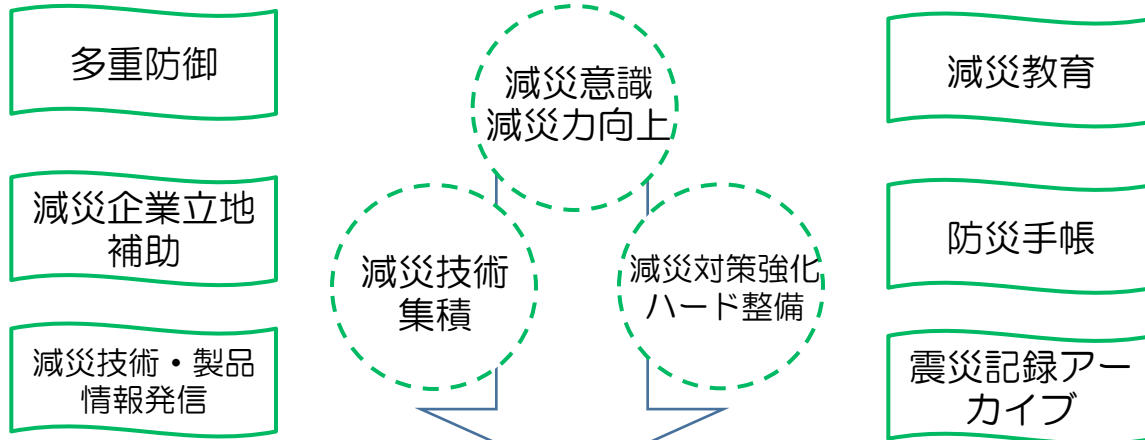 多重防御
減災意識
減災力向上
減災教育
減災企業立地
補助
減災技術
集積
減災対策強化
ハード整備
防災手帳
減災技術・製品
情報発信
震災記録アー
カイブ